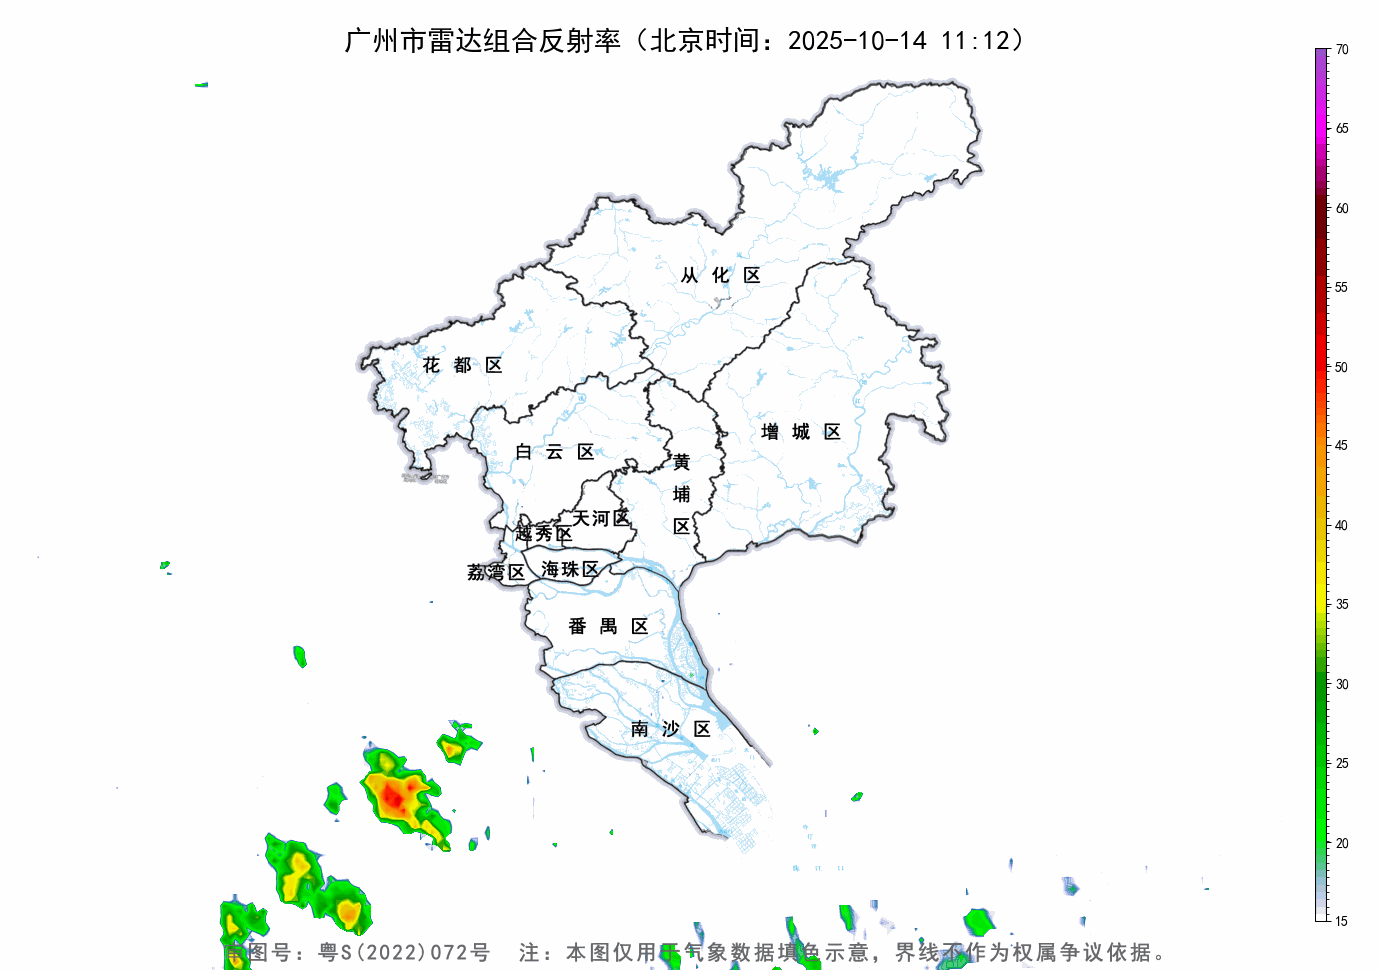 广州市雷达组合反射率（北京时间：2025-10-14 11:12）
70
65
60
55
50
45
40
35
30
25
20
15
从化区
花都区
增城区
白云区
黄埔区
天河区
越秀区
荔湾区
海珠区
番禺区
南沙区
审图号：粤S(2022)072号 注：本图仅用于气象数据填色示意，界线不作为权属争议依据。